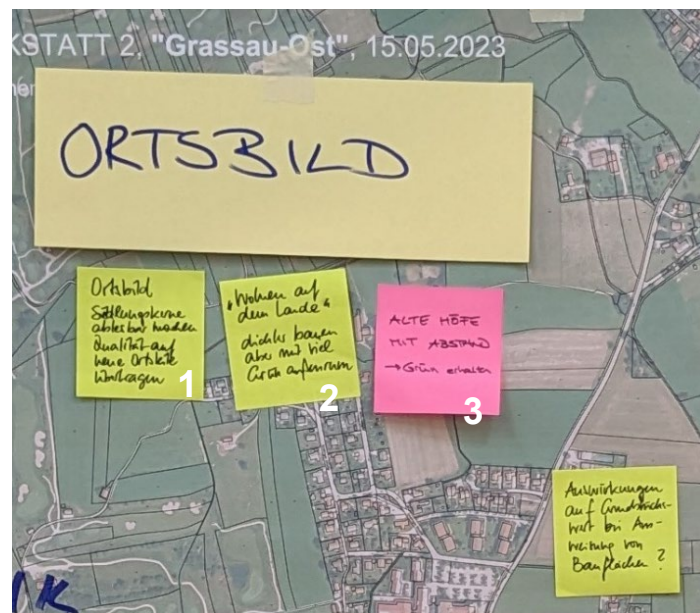 KSTATT 2, "Grassau-Ost", 15.05.2023
ORTSBILD
Ortsbild
Siedlungskerne
ablesbar machen
Qualität auf
neue Ortsteile
übertragen
1
"Wohnen auf
dem Lande"
dichter bauen
aber mit viel
Grün
2
ALTE HÖFE
MIT ABSTAND
→ Grün erhalten
3
Auswirkungen
auf Grundstücks-
wert bei Aus-
weisung von
Bauflächen?